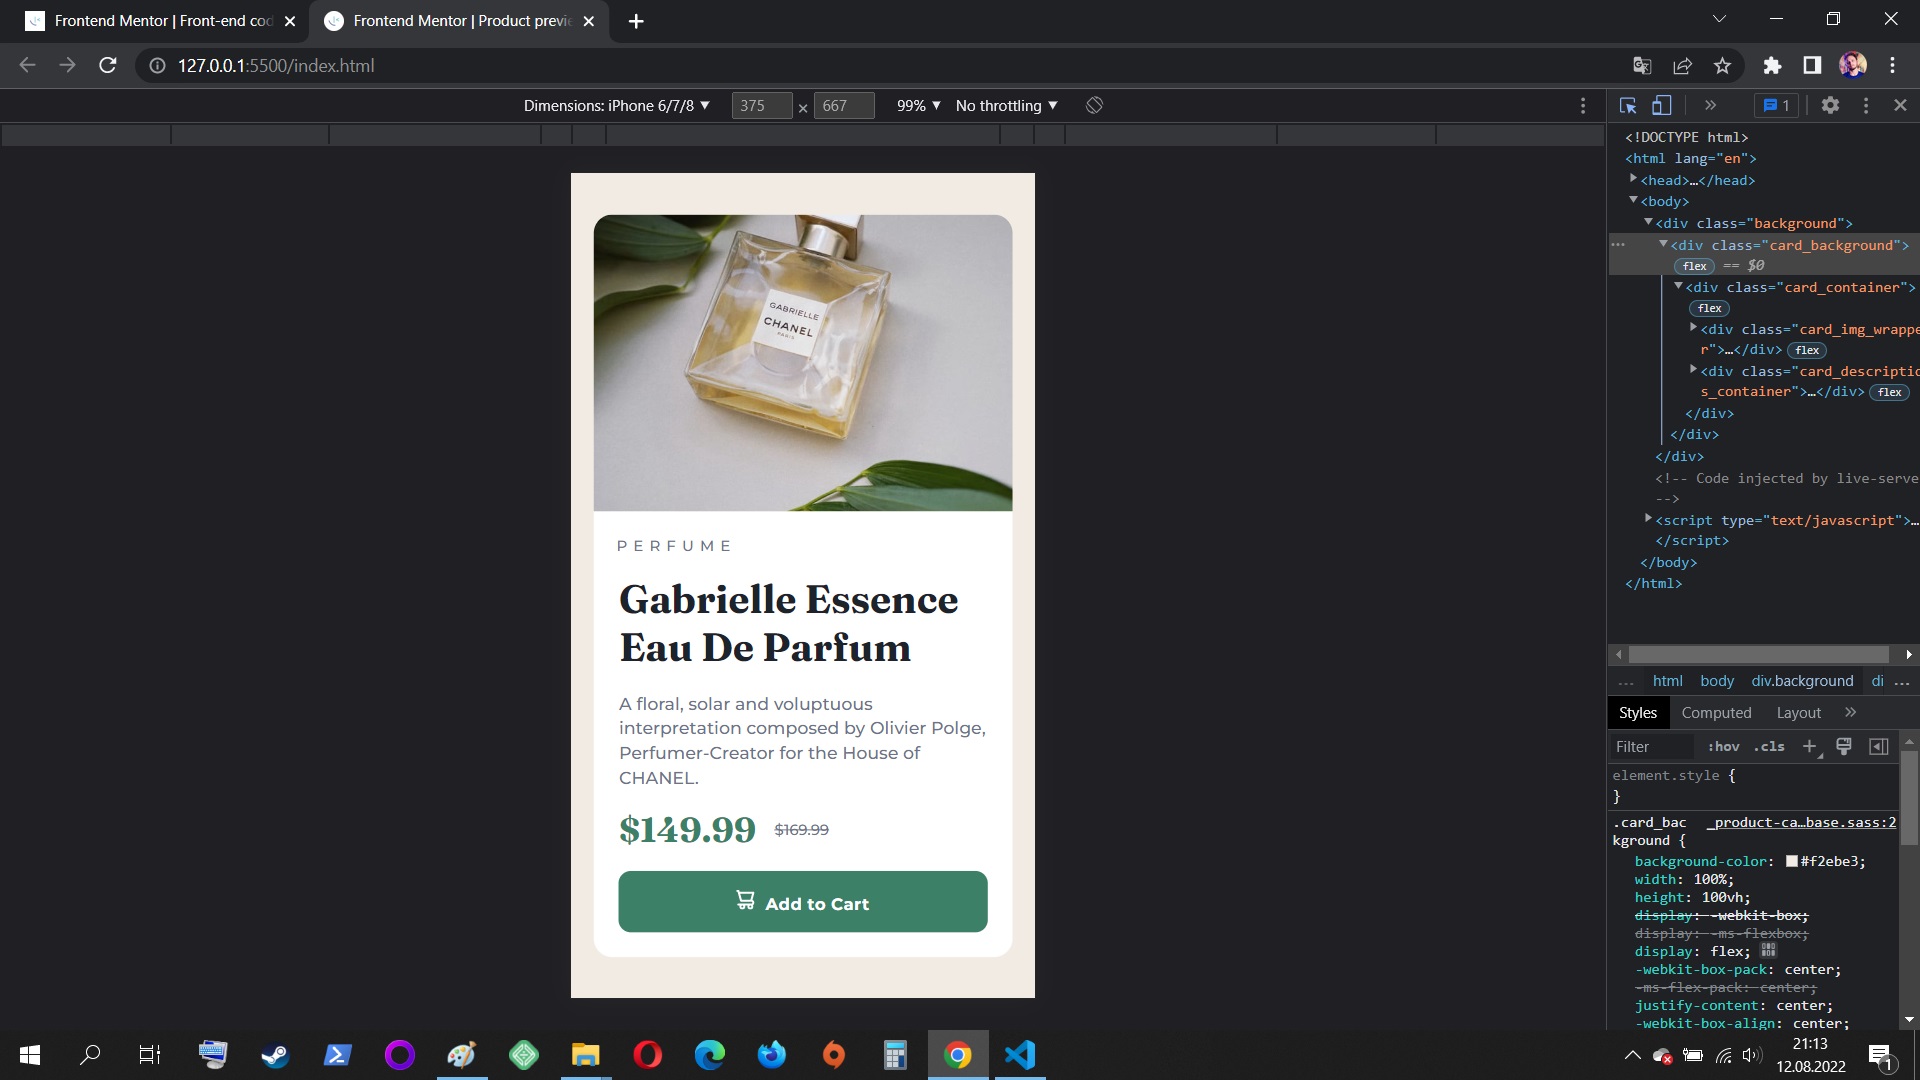 Frontend Mentor | Front-end cod
Frontend Mentor | Product previe
127.0.0.1:5500/index.html
Dimensions: iPhone 6/7/8 ▼ 375 × 667 99% ▼ No throttling ▼
1
GABRIELLE
CHANEL
PARIS
PERFUME
Gabrielle Essence
Eau De Parfum
A floral, solar and voluptuous
interpretation composed by Olivier Polge,
Perfumer-Creator for the House of
CHANEL.
$149.99 $169.99
Add to Cart
<!DOCTYPE html>
<html lang="en">
<head>…</head>
<body>
<div class="background">
<div class="card_background">
flex == $0
<div class="card_container">
flex
<div class="card_img_wrappe
r">…</div> flex
<div class="card_descriptio
s_container">…</div> flex
</div>
</div>
</div>
<!-- Code injected by live-serve
-->
<script type="text/javascript">…
</script>
</body>
</html>
... html body div.background di ...
Styles Computed Layout »
Filter :hov .cls +
element.style {
}
.card_bac _product-ca…base.sass:2
kground {
background-color: #f2ebe3;
width: 100%;
height: 100vh;
display: -webkit-box;
display: -ms-flexbox;
display: flex;
-webkit-box-pack: center;
-ms-flex-pack: center;
justify-content: center;
-webkit-box-align: center;
21:13
12.08.2022
1